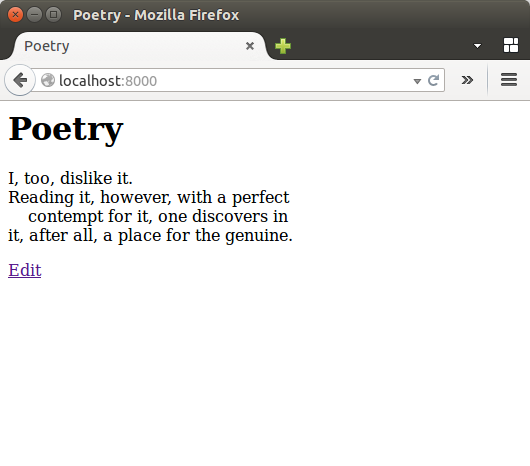 Poetry - Mozilla Firefox
Poetry
localhost:8000
Poetry
I, too, dislike it.
Reading it, however, with a perfect
contempt for it, one discovers in
it, after all, a place for the genuine.
Edit